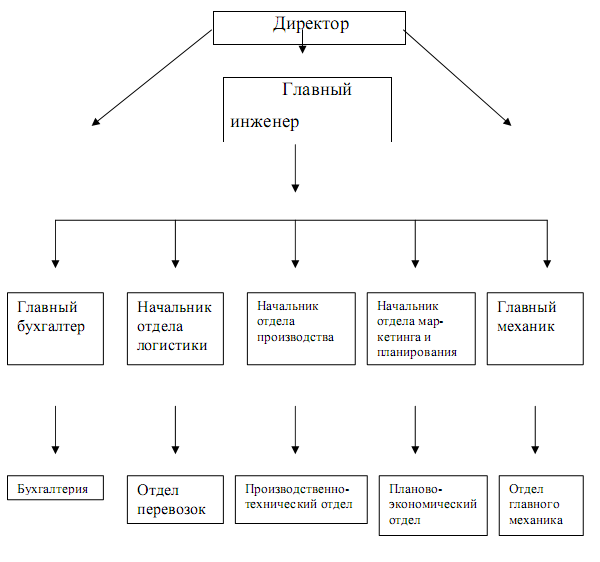 Директор
Главный
инженер
Главный
бухгалтер
Начальник
отдела
логистики
Начальник
отдела
производства
Начальник
отдела мар-
кетинга и
планирования
Главный
механик
Бухгалтерия
Отдел
перевозок
Производственно-
технический отдел
Планово-
экономический
отдел
Отдел
главного
механика